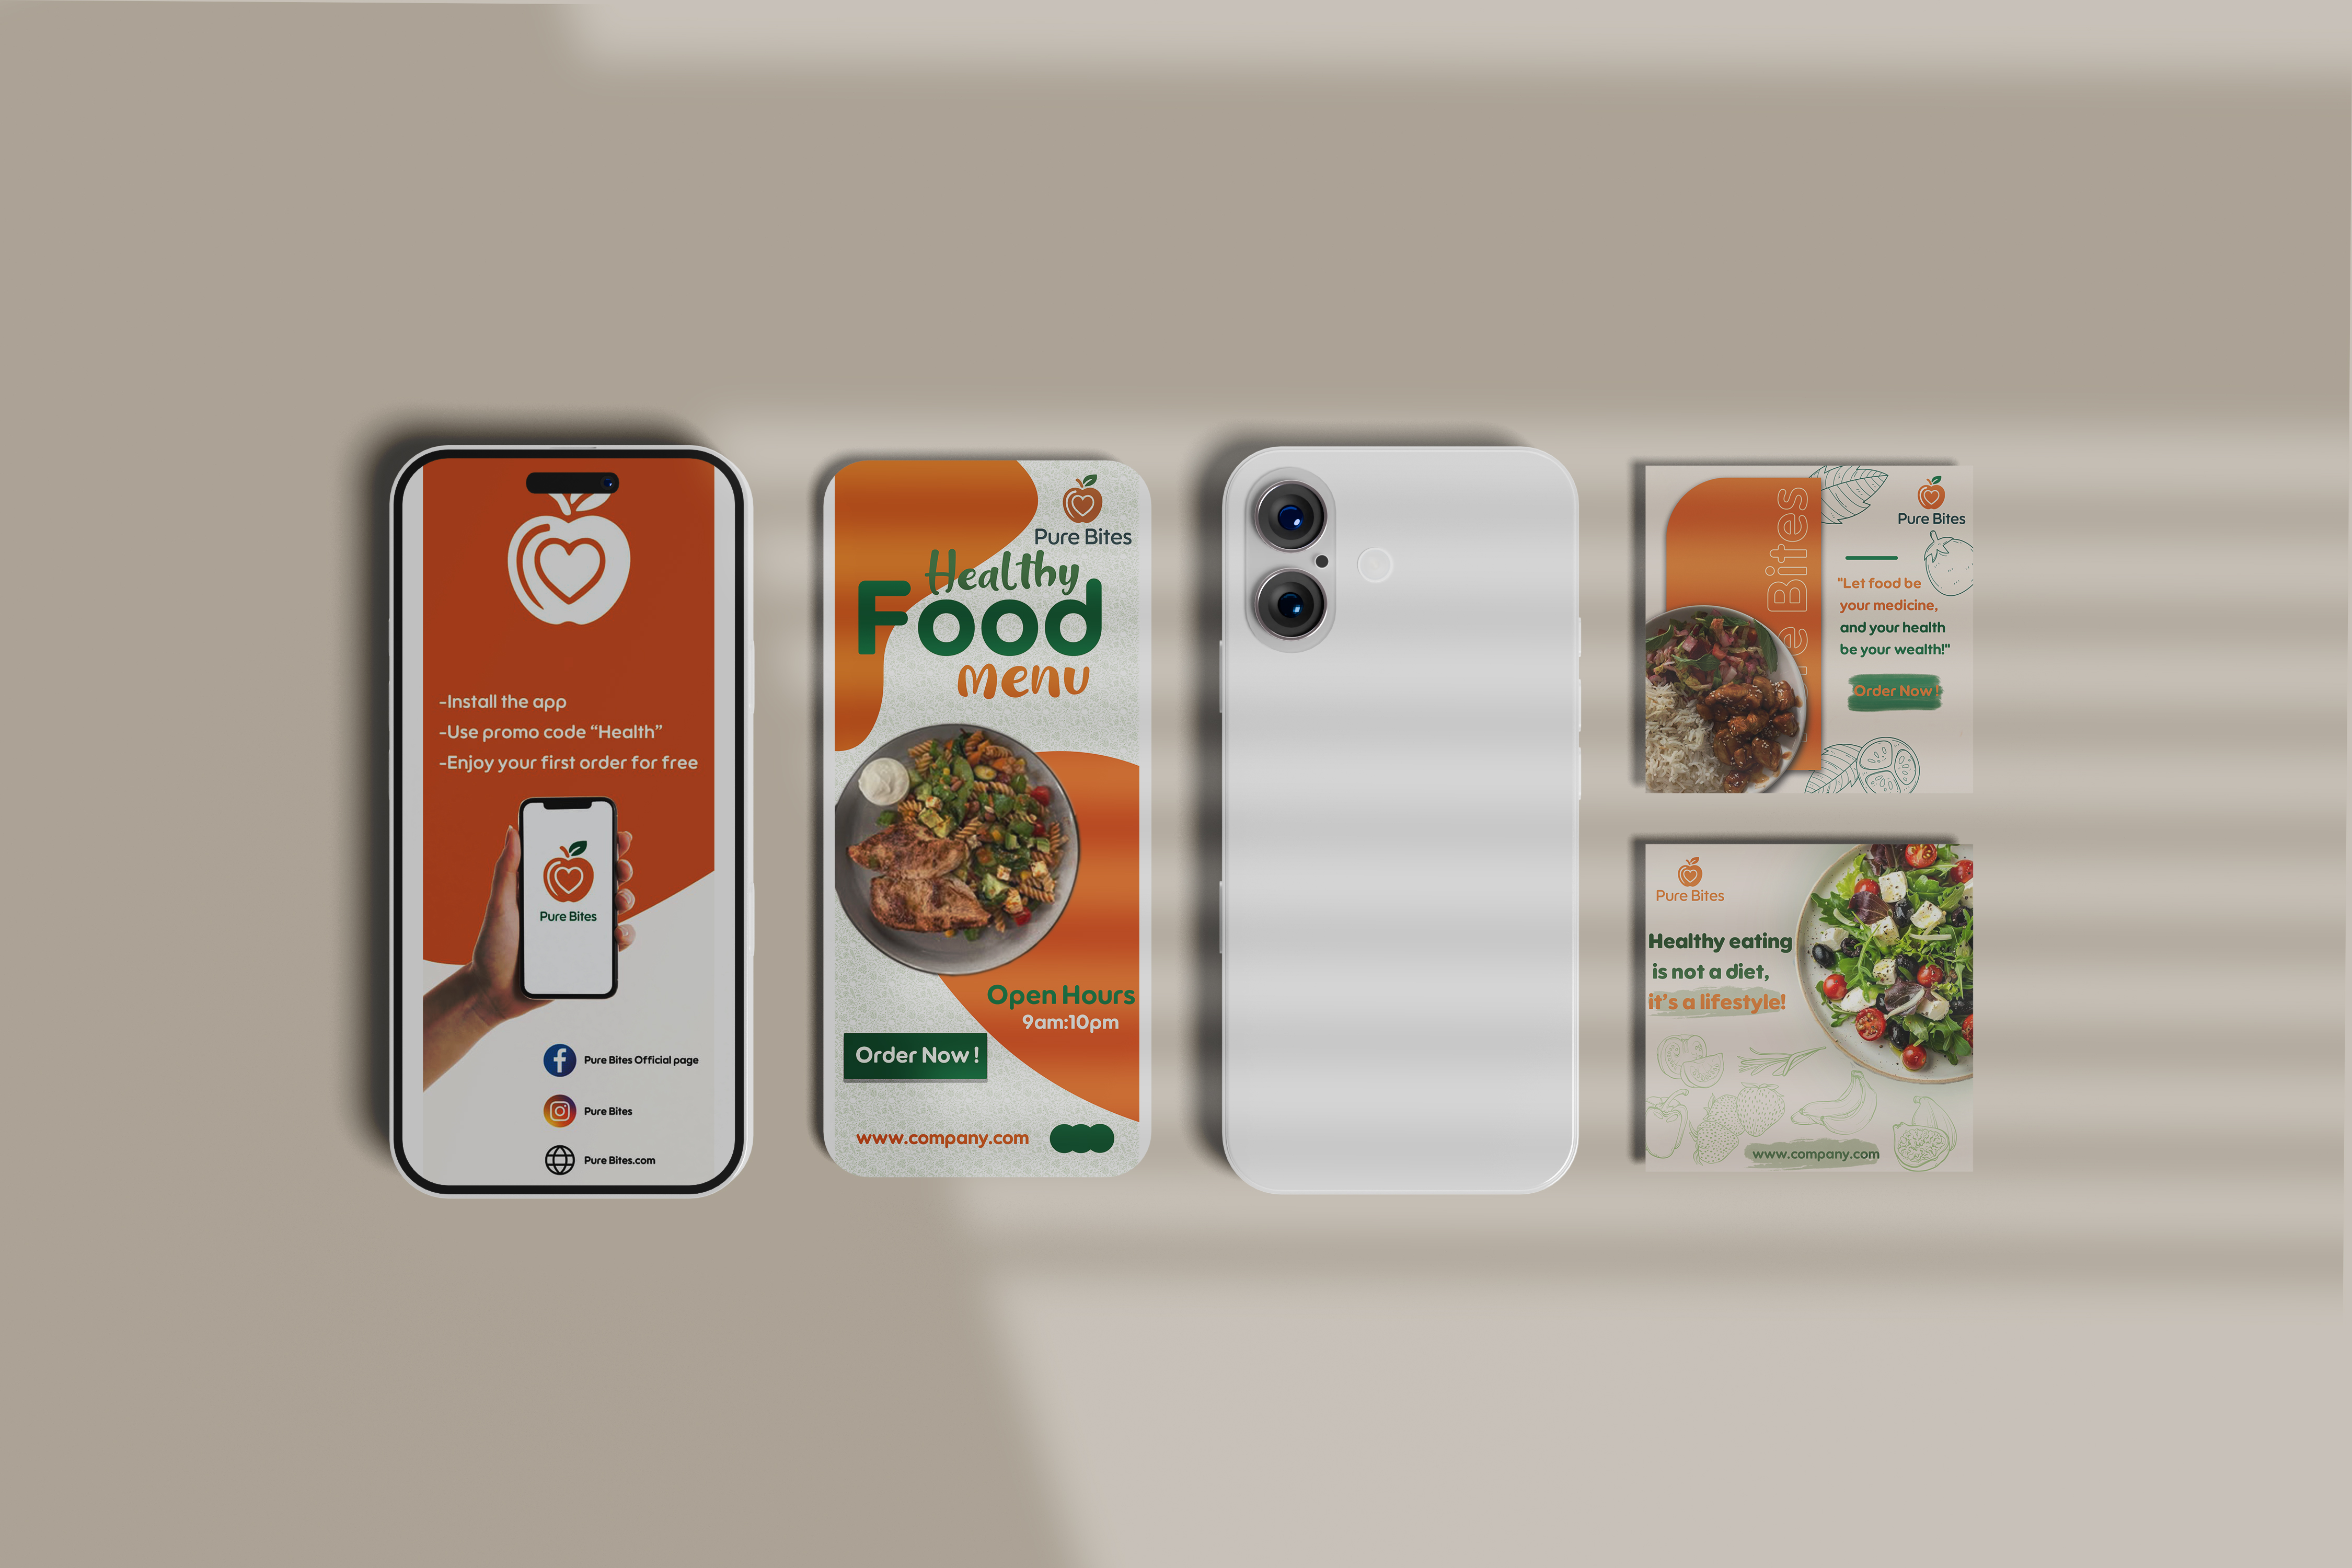 -Install the app
-Use promo code “Health”
-Enjoy your first order for free
Pure Bites
Pure Bites Official page
Pure Bites
Pure Bites.com
Pure Bites
Healthy
Food
menu
Open Hours
9am:10pm
Order Now !
www.company.com
Bites
Pure Bites
"Let food be
your medicine,
and your health
be your wealth!"
Order Now !
Pure Bites
Healthy eating
is not a diet,
it’s a lifestyle!
www.company.com